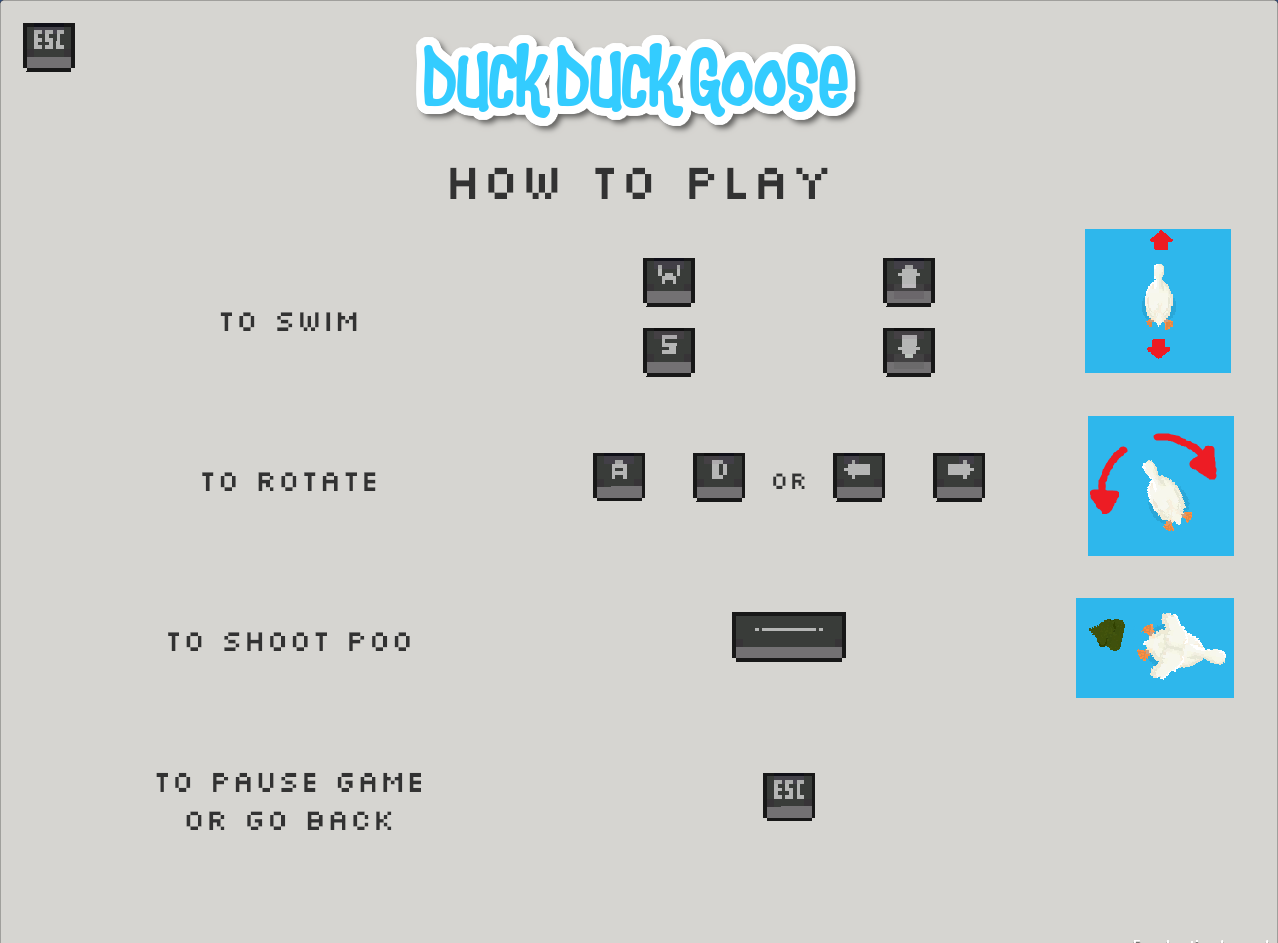 ESC
Duck Duck Goose
HOW TO PLAY
W
TO SWIM
S
TO ROTATE A D OR
TO SHOOT POO
TO PAUSE GAME
OR GO BACK
ESC